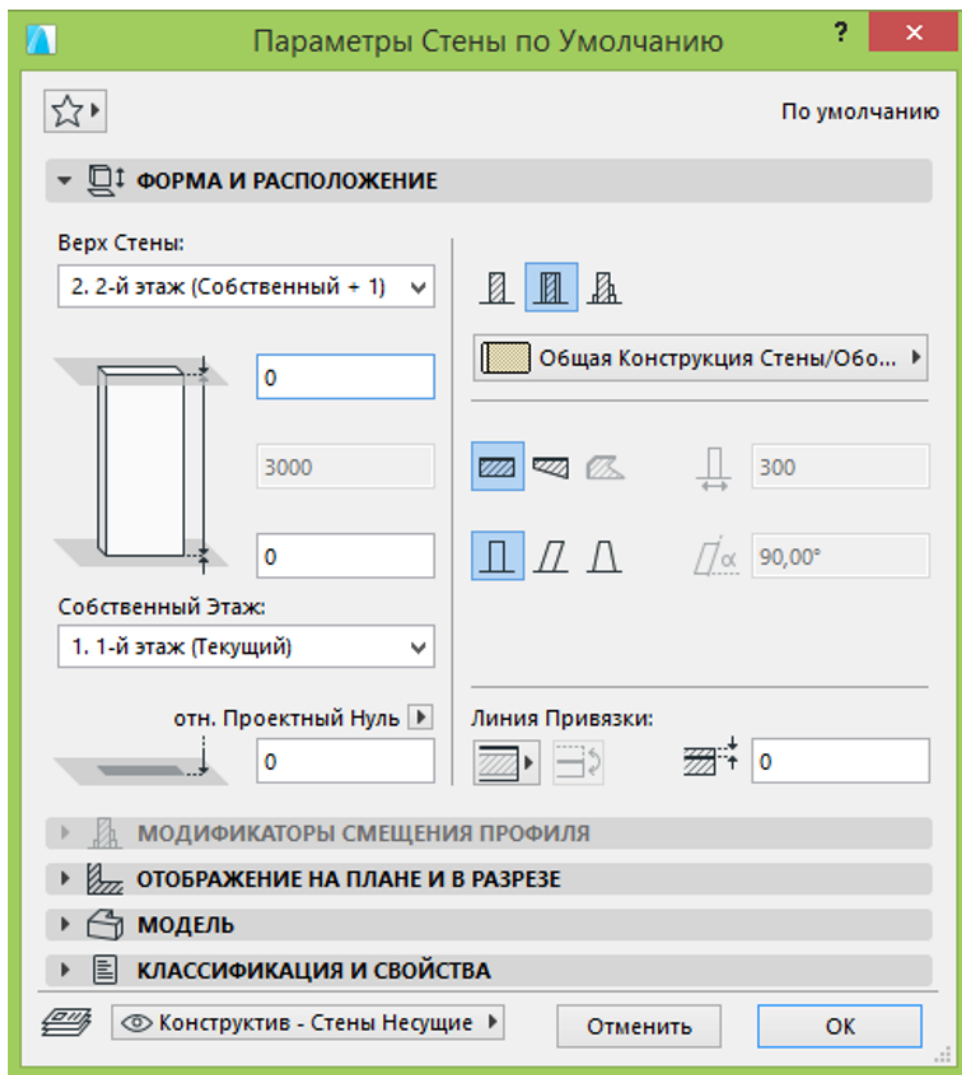 Параметры Стены по Умолчанию ? ×
По умолчанию
ФОРМА И РАСПОЛОЖЕНИЕ
Верх Стены:
2. 2-й этаж (Собственный + 1)
Общая Конструкция Стены/Обо...
0
3000
300
0
α 90,00°
Собственный Этаж:
1. 1-й этаж (Текущий)
отн. Проектный Нуль
Линия Привязки:
0
0
МОДИФИКАТОРЫ СМЕЩЕНИЯ ПРОФИЛЯ
ОТОБРАЖЕНИЕ НА ПЛАНЕ И В РАЗРЕЗЕ
МОДЕЛЬ
КЛАССИФИКАЦИЯ И СВОЙСТВА
Конструктив - Стены Несущие
Отменить
ОК